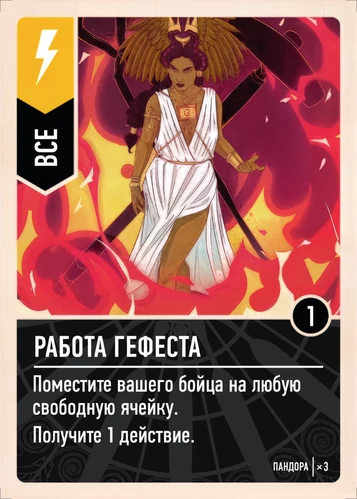 ВСЕ
1
РАБОТА ГЕФЕСТА
Поместите вашего бойца на любую
свободную ячейку.
Получите 1 действие.
ПАНДОРА | ×3